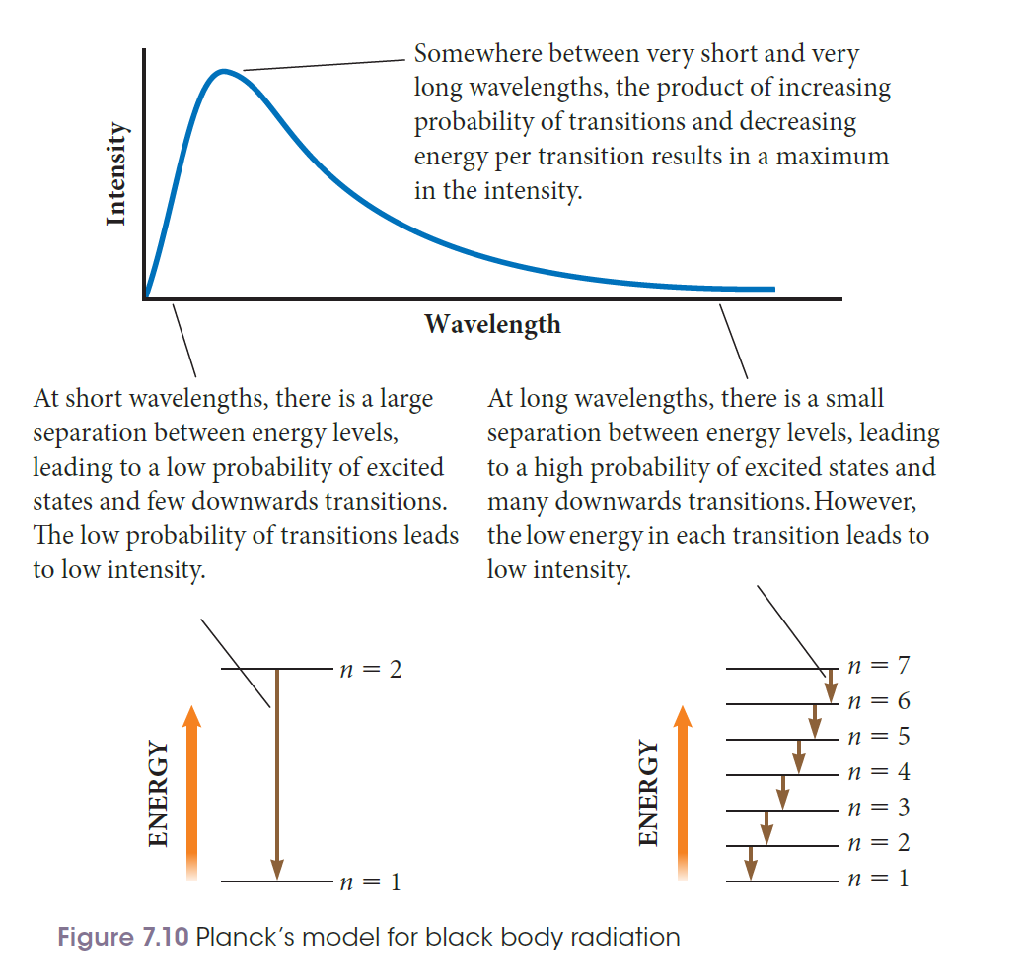 Somewhere between very short and very
long wavelengths, the product of increasing
probability of transitions and decreasing
energy per transition results in a maximum
in the intensity.
Intensity
Wavelength
At short wavelengths, there is a large
separation between energy levels,
leading to a low probability of excited
states and few downwards transitions.
The low probability of transitions leads
to low intensity.
At long wavelengths, there is a small
separation between energy levels, leading
to a high probability of excited states and
many downwards transitions. However,
the low energy in each transition leads to
low intensity.
ENERGY
n = 2
n = 1
ENERGY
n = 7
n = 6
n = 5
n = 4
n = 3
n = 2
n = 1
Figure 7.10 Planck's model for black body radiation